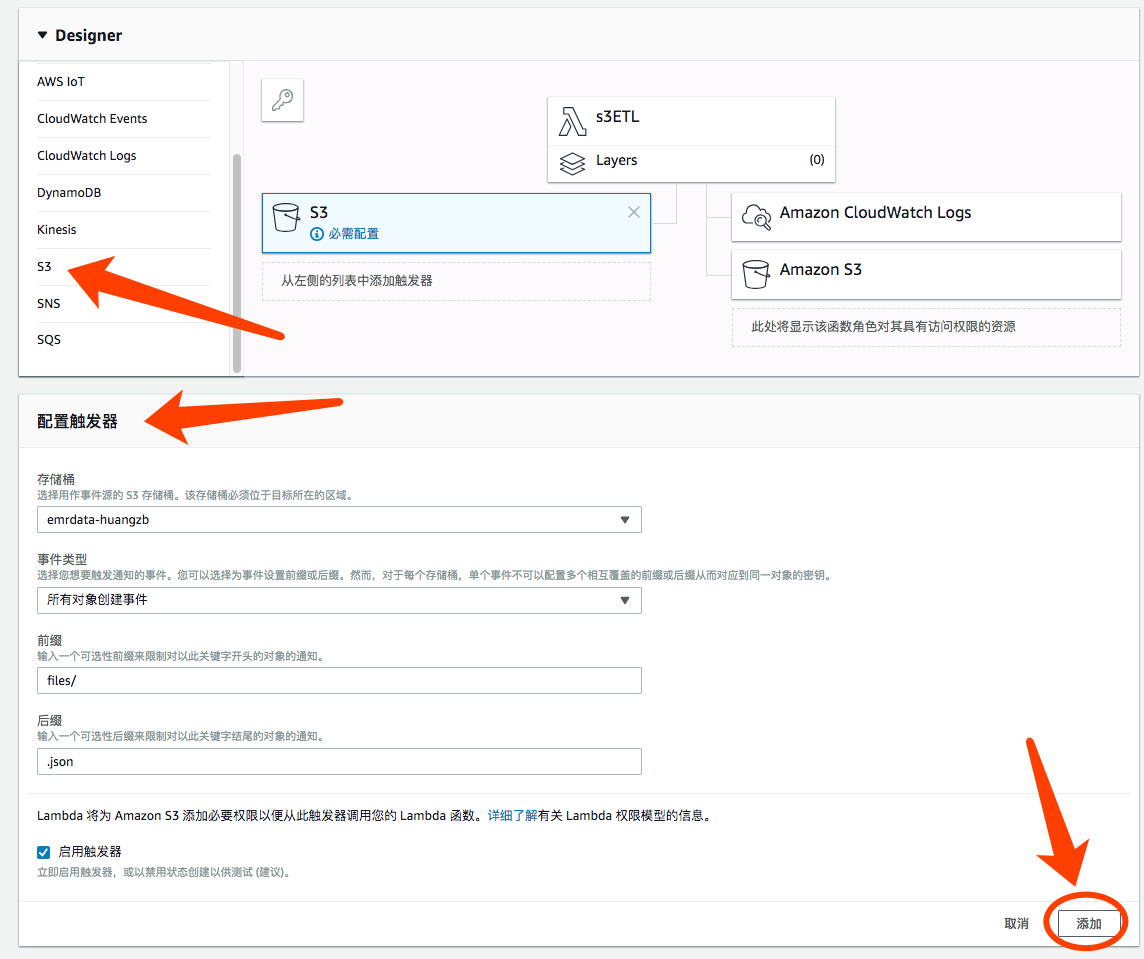 Designer
AWS IoT
CloudWatch Events
CloudWatch Logs
DynamoDB
Kinesis
S3
SNS
SQS
s3ETL
Layers (0)
S3
必需配置
从左侧的列表中添加触发器
Amazon CloudWatch Logs
Amazon S3
此处将显示该函数角色对其具有访问权限的资源
配置触发器
存储桶
选择用作事件源的 S3 存储桶。该存储桶必须位于目标所在的区域。
emrdata-huangzb
事件类型
选择您想要触发通知的事件。您可以选择为事件设置前缀或后缀。然而，对于每个存储桶，单个事件不可以配置多个相互覆盖的前缀或后缀从而对应到同一对象的密钥。
所有对象创建事件
前缀
输入一个可选性前缀来限制对以此关键字开头的对象的通知。
files/
后缀
输入一个可选性后缀来限制对以此关键字结尾的对象的通知。
.json
Lambda 将为 Amazon S3 添加必要权限以便从此触发器调用您的 Lambda 函数。详细了解有关 Lambda 权限模型的信息。
启用触发器
立即启用触发器，或以禁用状态创建以供测试 (建议)。
取消 添加